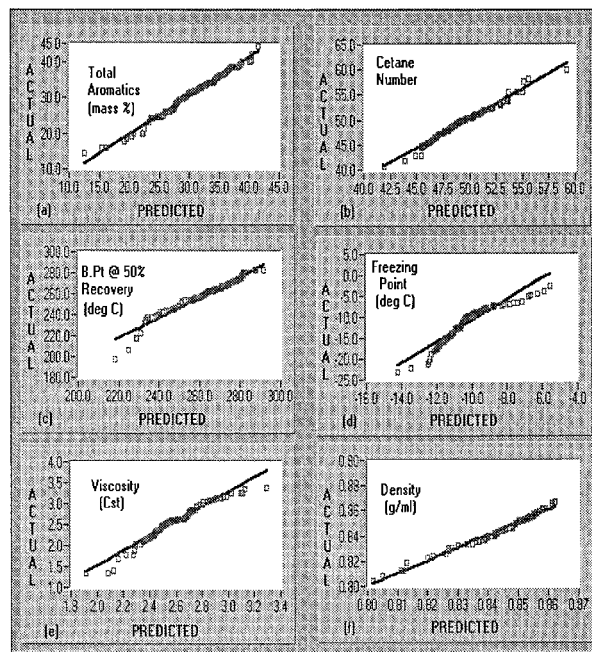 45.0
40.0
30.0
20.0
10.0
10.0 15.0 20.0 25.0 30.0 35.0 40.0 45.0
ACTUAL
Total
Aromatics
(mass %)
(a) PREDICTED
65.0
60.0
55.0
50.0
45.0
40.0
40.0 42.5 45.0 47.5 50.0 52.5 55.0 57.5 59.0
ACTUAL
Cetane
Number
(b) PREDICTED
300.0
280.0
260.0
240.0
220.0
200.0
180.0
200.0 220.0 240.0 260.0 280.0 300.0
ACTUAL
B.Pt @ 50%
Recovery
(deg C)
(c) PREDICTED
5.0
0.0
-5.0
-10.0
-15.0
-20.0
-25.0
-16.0 -14.0 -12.0 -10.0 -8.0 -6.0 -4.0
ACTUAL
Freezing
Point
(deg C)
(d) PREDICTED
4.0
3.5
3.0
2.5
2.0
1.5
1.0
1.8 2.0 2.2 2.4 2.6 2.8 3.0 3.2 3.4
ACTUAL
Viscosity
(Cst)
(e) PREDICTED
0.90
0.88
0.86
0.84
0.82
0.80
0.80 0.81 0.82 0.83 0.84 0.85 0.86 0.87
ACTUAL
Density
(g/ml)
(f) PREDICTED